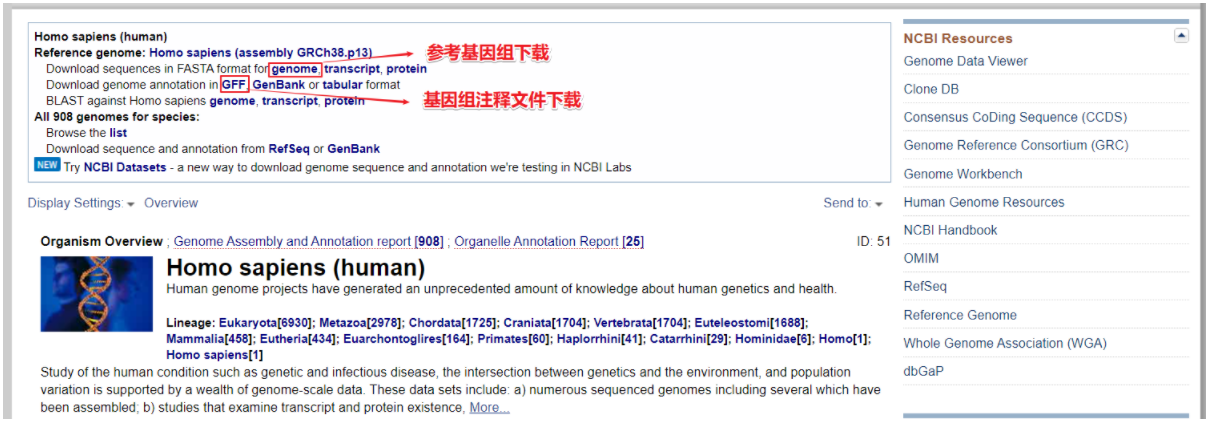 Homo sapiens (human)
Reference genome: Homo sapiens (assembly GRCh38.p13)
参考基因组下载
Download sequences in FASTA format for genome, transcript, protein
Download genome annotation in GFF, GenBank or tabular format
基因组注释文件下载
BLAST against Homo sapiens genome, transcript, protein
All 908 genomes for species:
Browse the list
Download sequence and annotation from RefSeq or GenBank
NEW Try NCBI Datasets - a new way to download genome sequence and annotation we're testing in NCBI Labs
Display Settings: Overview
Send to:
Organism Overview ; Genome Assembly and Annotation report [908] ; Organelle Annotation Report [25]
ID: 51
Homo sapiens (human)
Human genome projects have generated an unprecedented amount of knowledge about human genetics and health.
Lineage: Eukaryota[6930]; Metazoa[2978]; Chordata[1725]; Craniata[1704]; Vertebrata[1704]; Euteleostomi[1688];
Mammalia[458]; Eutheria[434]; Euarchontoglires[164]; Primates[60]; Haplorrhini[41]; Catarrhini[29]; Hominidae[6]; Homo[1];
Homo sapiens[1]
Study of the human condition such as genetic and infectious disease, the intersection between genetics and the environment, and population
variation is supported by a wealth of genome-scale data. These data sets include: a) numerous sequenced genomes including several which have
been assembled; b) studies that examine transcript and protein existence, More...
NCBI Resources
Genome Data Viewer
Clone DB
Consensus CoDing Sequence (CCDS)
Genome Reference Consortium (GRC)
Genome Workbench
Human Genome Resources
NCBI Handbook
OMIM
RefSeq
Reference Genome
Whole Genome Association (WGA)
dbGaP